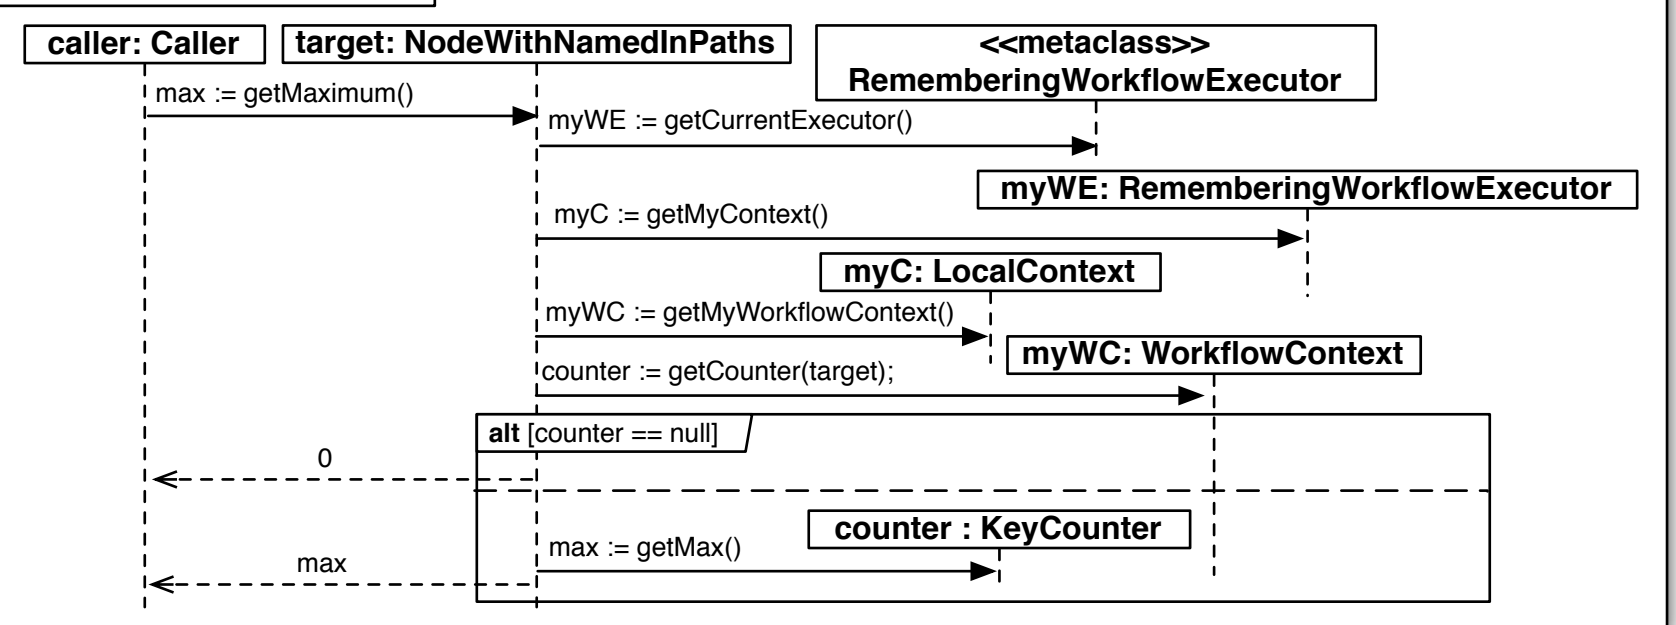 caller: Caller
target: NodeWithNamedInPaths
<<metaclass>>
RememberingWorkflowExecutor
max := getMaximum()
myWE := getCurrentExecutor()
myWE: RememberingWorkflowExecutor
myC := getMyContext()
myC: LocalContext
myWC := getMyWorkflowContext()
myWC: WorkflowContext
counter := getCounter(target);
alt [counter == null]
0
counter : KeyCounter
max := getMax()
max